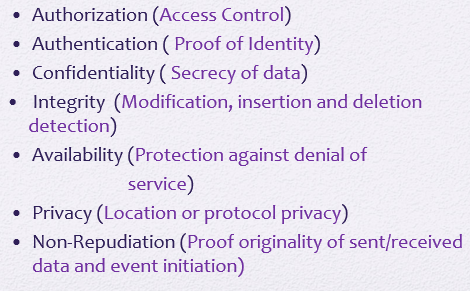 • Authorization (Access Control)
• Authentication ( Proof of Identity)
• Confidentiality ( Secrecy of data)
• Integrity (Modification, insertion and deletion
detection)
• Availability (Protection against denial of
service)
• Privacy (Location or protocol privacy)
• Non-Repudiation (Proof originality of sent/received
data and event initiation)